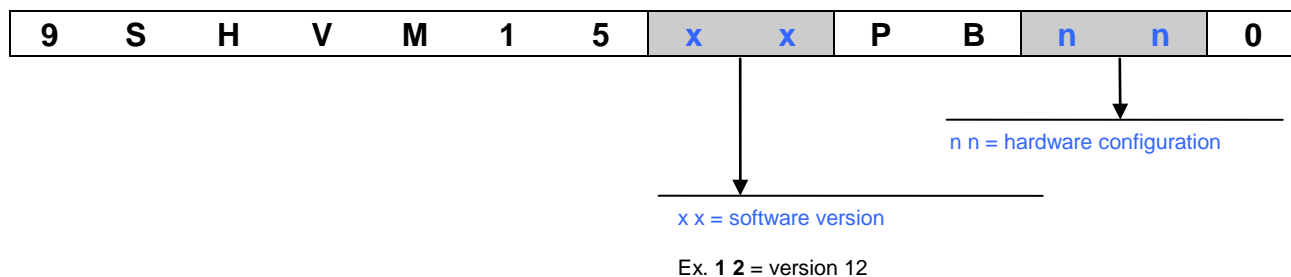 9 S H V M 1 5 x x P B n n 0
n n = hardware configuration
x x = software version
Ex. 1 2 = version 12